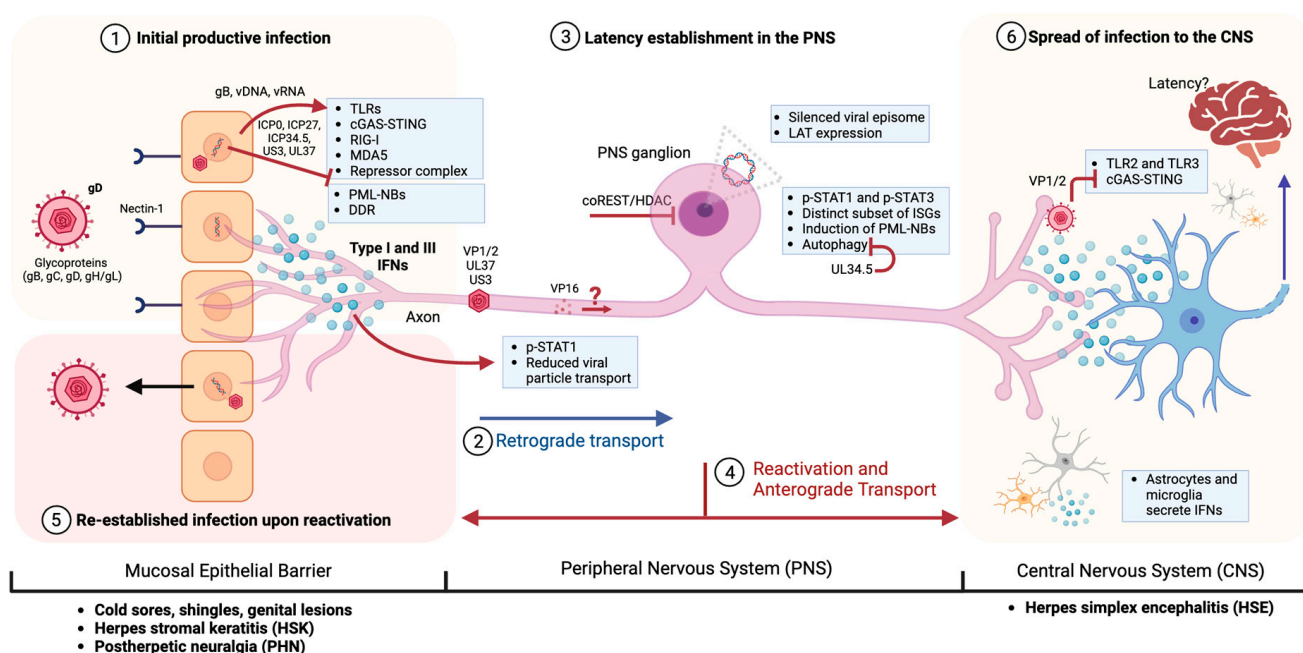 1 Initial productive infection
gB, vDNA, vRNA
ICP0, ICP27,
ICP34.5,
US3, UL37
• TLRs
• cGAS-STING
• RIG-I
• MDA5
• Repressor complex
• PML-NBs
• DDR
gD
Nectin-1
Glycoproteins
(gB, gC, gD, gH/gL)
Type I and III
IFNs
Axon
VP1/2
UL37
US3
VP16
?
• p-STAT1
• Reduced viral
particle transport
2 Retrograde transport
3 Latency establishment in the PNS
• Silenced viral episome
• LAT expression
PNS ganglion
coREST/HDAC
• p-STAT1 and p-STAT3
• Distinct subset of ISGs
• Induction of PML-NBs
• Autophagy
UL34.5
4 Reactivation and
Anterograde Transport
5 Re-established infection upon reactivation
6 Spread of infection to the CNS
Latency?
VP1/2
• TLR2 and TLR3
• cGAS-STING
• Astrocytes and
microglia
secrete IFNs
Mucosal Epithelial Barrier
Peripheral Nervous System (PNS)
Central Nervous System (CNS)
• Cold sores, shingles, genital lesions
• Herpes stromal keratitis (HSK)
• Postherpetic neuralgia (PHN)
• Herpes simplex encephalitis (HSE)